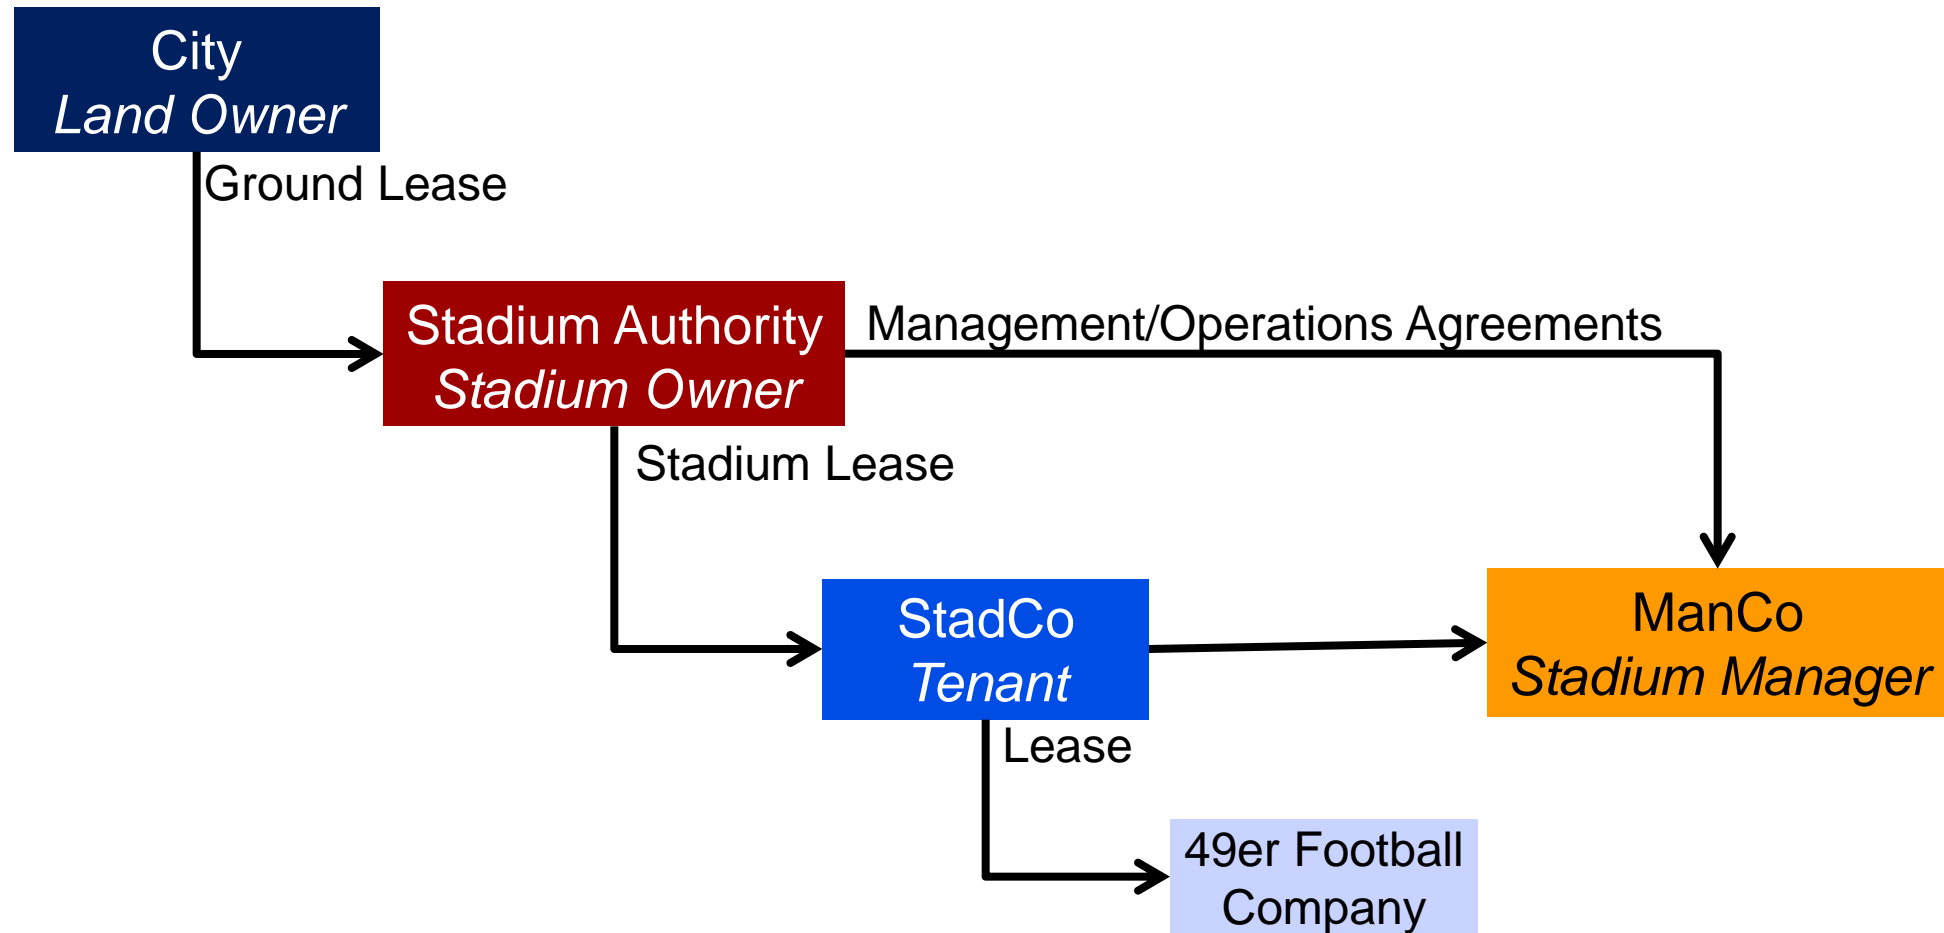 City
Land Owner
Ground Lease
Stadium Authority
Stadium Owner
Management/Operations Agreements
Stadium Lease
StadCo
Tenant
ManCo
Stadium Manager
Lease
49er Football
Company